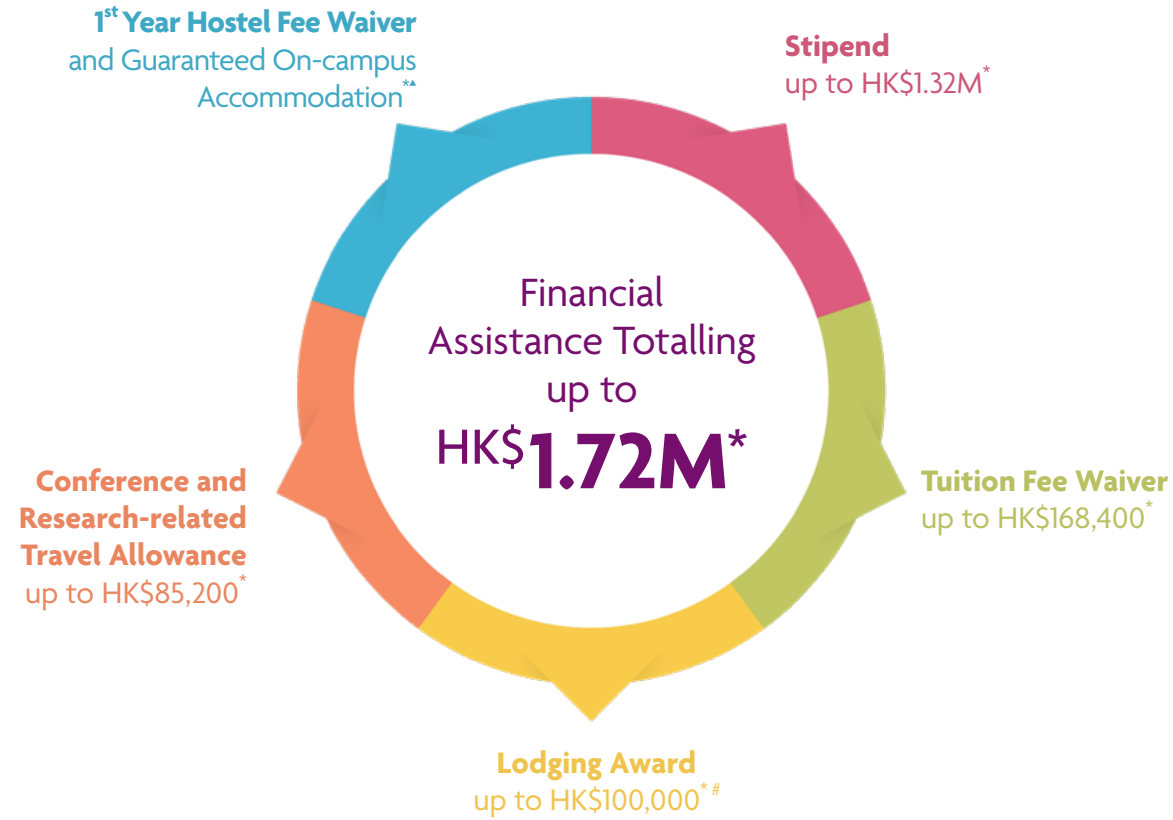 1st Year Hostel Fee Waiver
and Guaranteed On-campus
Accommodation*▲
Stipend
up to HK$1.32M*
Financial
Assistance Totalling
up to
HK$1.72M*
Conference and
Research-related
Travel Allowance
up to HK$85,200*
Tuition Fee Waiver
up to HK$168,400*
Lodging Award
up to HK$100,000* #